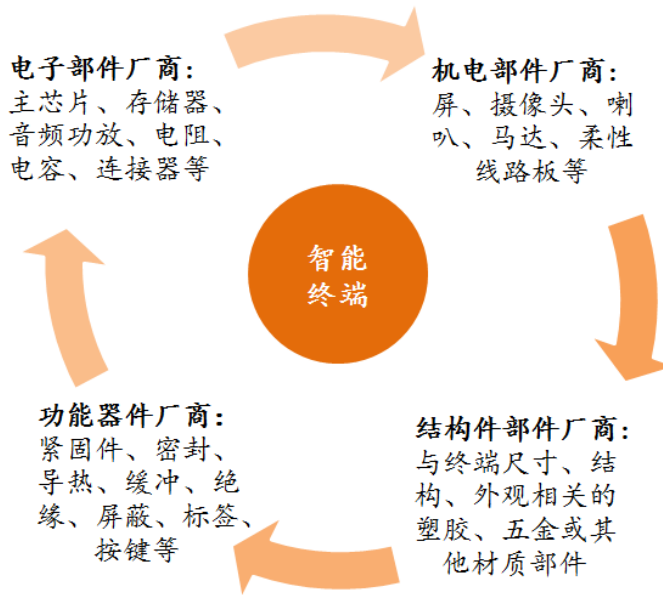 电子部件厂商:
主芯片、存储器、
音频功放、电阻、
电容、连接器等
机电部件厂商:
屏、摄像头、喇
叭、马达、柔性
线路板等
智能
终端
功能器件厂商:
紧固件、密封、
导热、缓冲、绝
缘、屏蔽、标签、
按键等
结构件部件厂商:
与终端尺寸、结
构、外观相关的
塑胶、五金或其
他材质部件